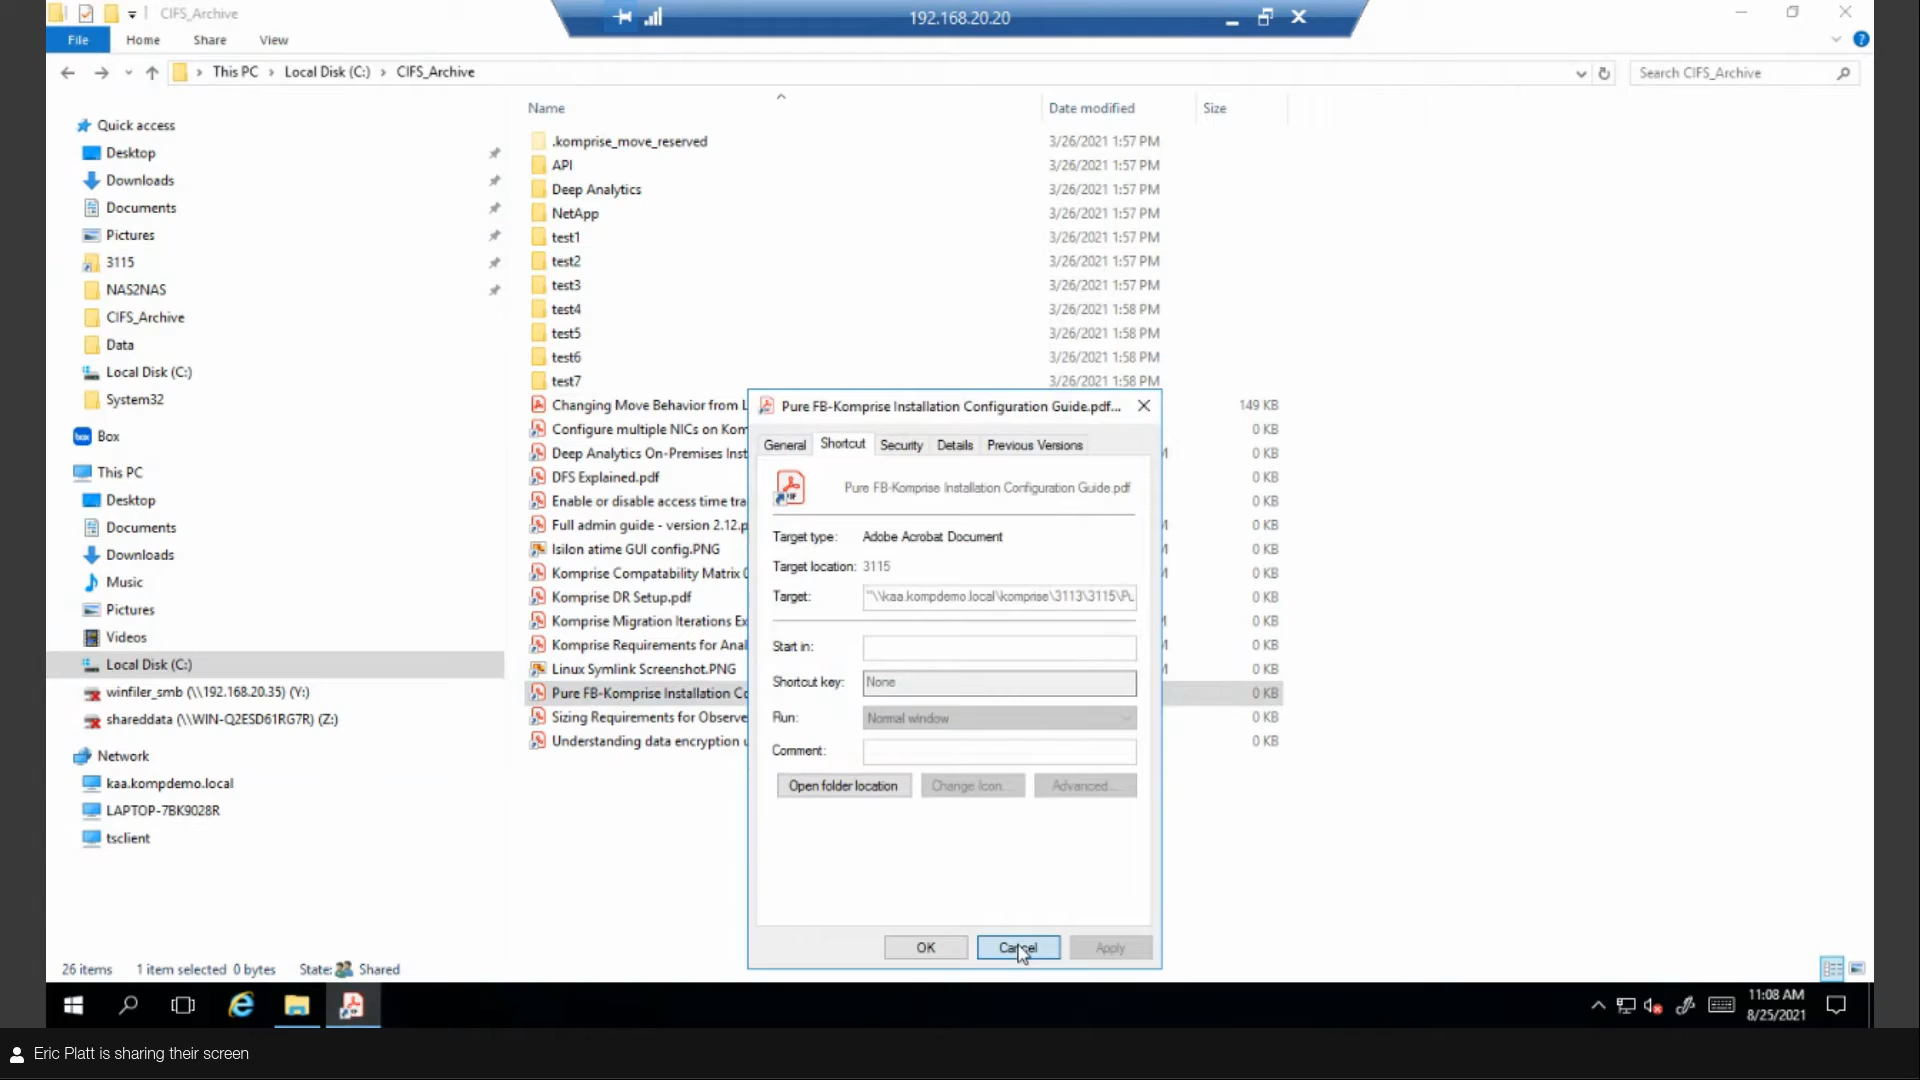 CIFS_Archive
192.168.20.20
File Home Share View
This PC Local Disk (C:) CIFS_Archive
Search CIFS_Archive
Name Date modified Size
Quick access
Desktop
Downloads
Documents
Pictures
3115
NAS2NAS
CIFS_Archive
Data
Local Disk (C:)
System32
Box
This PC
Desktop
Documents
Downloads
Music
Pictures
Videos
Local Disk (C:)
winfiler_smb (\\192.168.20.35) (Y:)
shareddata (\\WIN-Q2ESD61RG7R) (Z:)
Network
kaa.kompdemo.local
LAPTOP-7BK9028R
tsclient
.komprise_move_reserved 3/26/2021 1:57 PM
API 3/26/2021 1:57 PM
Deep Analytics 3/26/2021 1:57 PM
NetApp 3/26/2021 1:57 PM
test1 3/26/2021 1:57 PM
test2 3/26/2021 1:57 PM
test3 3/26/2021 1:57 PM
test4 3/26/2021 1:58 PM
test5 3/26/2021 1:58 PM
test6 3/26/2021 1:58 PM
test7 3/26/2021 1:58 PM
Changing Move Behavior from L 149 KB
Configure multiple NICs on Kom 0 KB
Deep Analytics On-Premises Inst 0 KB
DFS Explained.pdf 0 KB
Enable or disable access time tra 0 KB
Full admin guide - version 2.12.p 0 KB
Isilon atime GUI config.PNG 0 KB
Komprise Compatability Matrix 0 KB
Komprise DR Setup.pdf 0 KB
Komprise Migration Iterations Ex 0 KB
Komprise Requirements for Anal 0 KB
Linux Symlink Screenshot.PNG 0 KB
Pure FB-Komprise Installation Co 0 KB
Sizing Requirements for Observe 0 KB
Understanding data encryption u 0 KB
Pure FB-Komprise Installation Configuration Guide.pdf...
General Shortcut Security Details Previous Versions
Pure FB-Komprise Installation Configuration Guide.pdf
Target type: Adobe Acrobat Document
Target location: 3115
Target: "\\kaa.kompdemo.local\komprise\3113\3115\Pu
Start in:
Shortcut key: None
Run: Normal window
Comment:
Open folder location Change Icon... Advanced...
OK Cancel Apply
26 items 1 item selected 0 bytes State: Shared
11:08 AM
8/25/2021
Eric Platt is sharing their screen